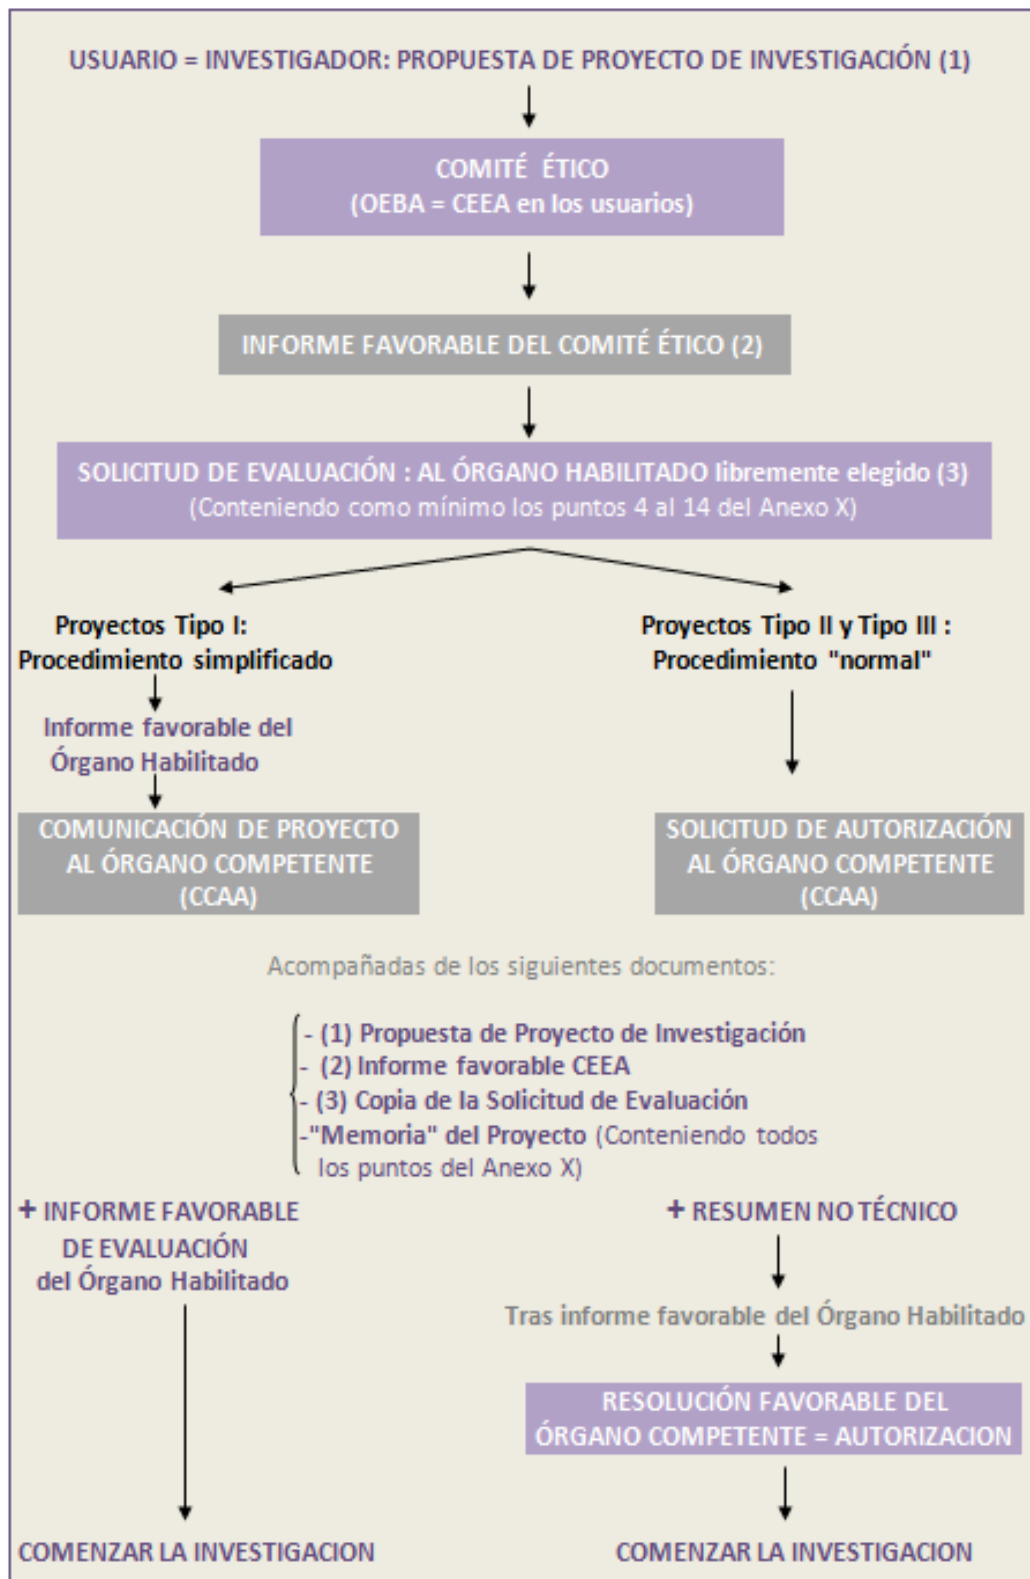 USUARIO = INVESTIGADOR: PROPUESTA DE PROYECTO DE INVESTIGACIÓN (1)
COMITÉ ÉTICO
(OEBA = CEEA en los usuarios)
INFORME FAVORABLE DEL COMITÉ ÉTICO (2)
SOLICITUD DE EVALUACIÓN : AL ÓRGANO HABILITADO libremente elegido (3)
(Conteniendo como mínimo los puntos 4 al 14 del Anexo X)
Proyectos Tipo I:
Procedimiento simplificado
Informe favorable del
Órgano Habilitado
COMUNICACIÓN DE PROYECTO
AL ÓRGANO COMPETENTE
(CCAA)
Proyectos Tipo II y Tipo III :
Procedimiento "normal"
SOLICITUD DE AUTORIZACIÓN
AL ÓRGANO COMPETENTE
(CCAA)
Acompañadas de los siguientes documentos:
- (1) Propuesta de Proyecto de Investigación
- (2) Informe favorable CEEA
- (3) Copia de la Solicitud de Evaluación
-"Memoria" del Proyecto (Conteniendo todos
los puntos del Anexo X)
+ INFORME FAVORABLE
DE EVALUACIÓN
del Órgano Habilitado
COMENZAR LA INVESTIGACION
+ RESUMEN NO TÉCNICO
Tras informe favorable del Órgano Habilitado
RESOLUCIÓN FAVORABLE DEL
ÓRGANO COMPETENTE = AUTORIZACION
COMENZAR LA INVESTIGACION